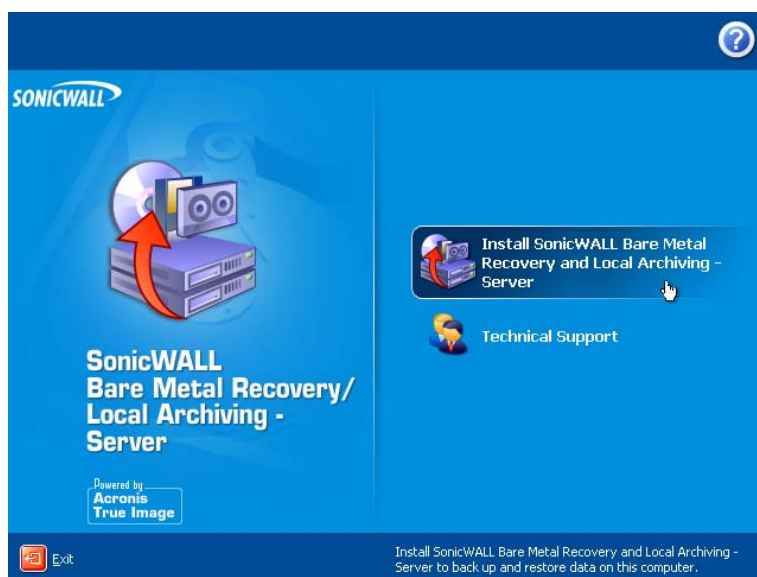 ?
SONICWALL
SonicWALL
Bare Metal Recovery/
Local Archiving -
Server
Powered by
Acronis
True Image
Install SonicWALL Bare Metal
Recovery and Local Archiving -
Server
Technical Support
Exit
Install SonicWALL Bare Metal Recovery and Local Archiving -
Server to back up and restore data on this computer.